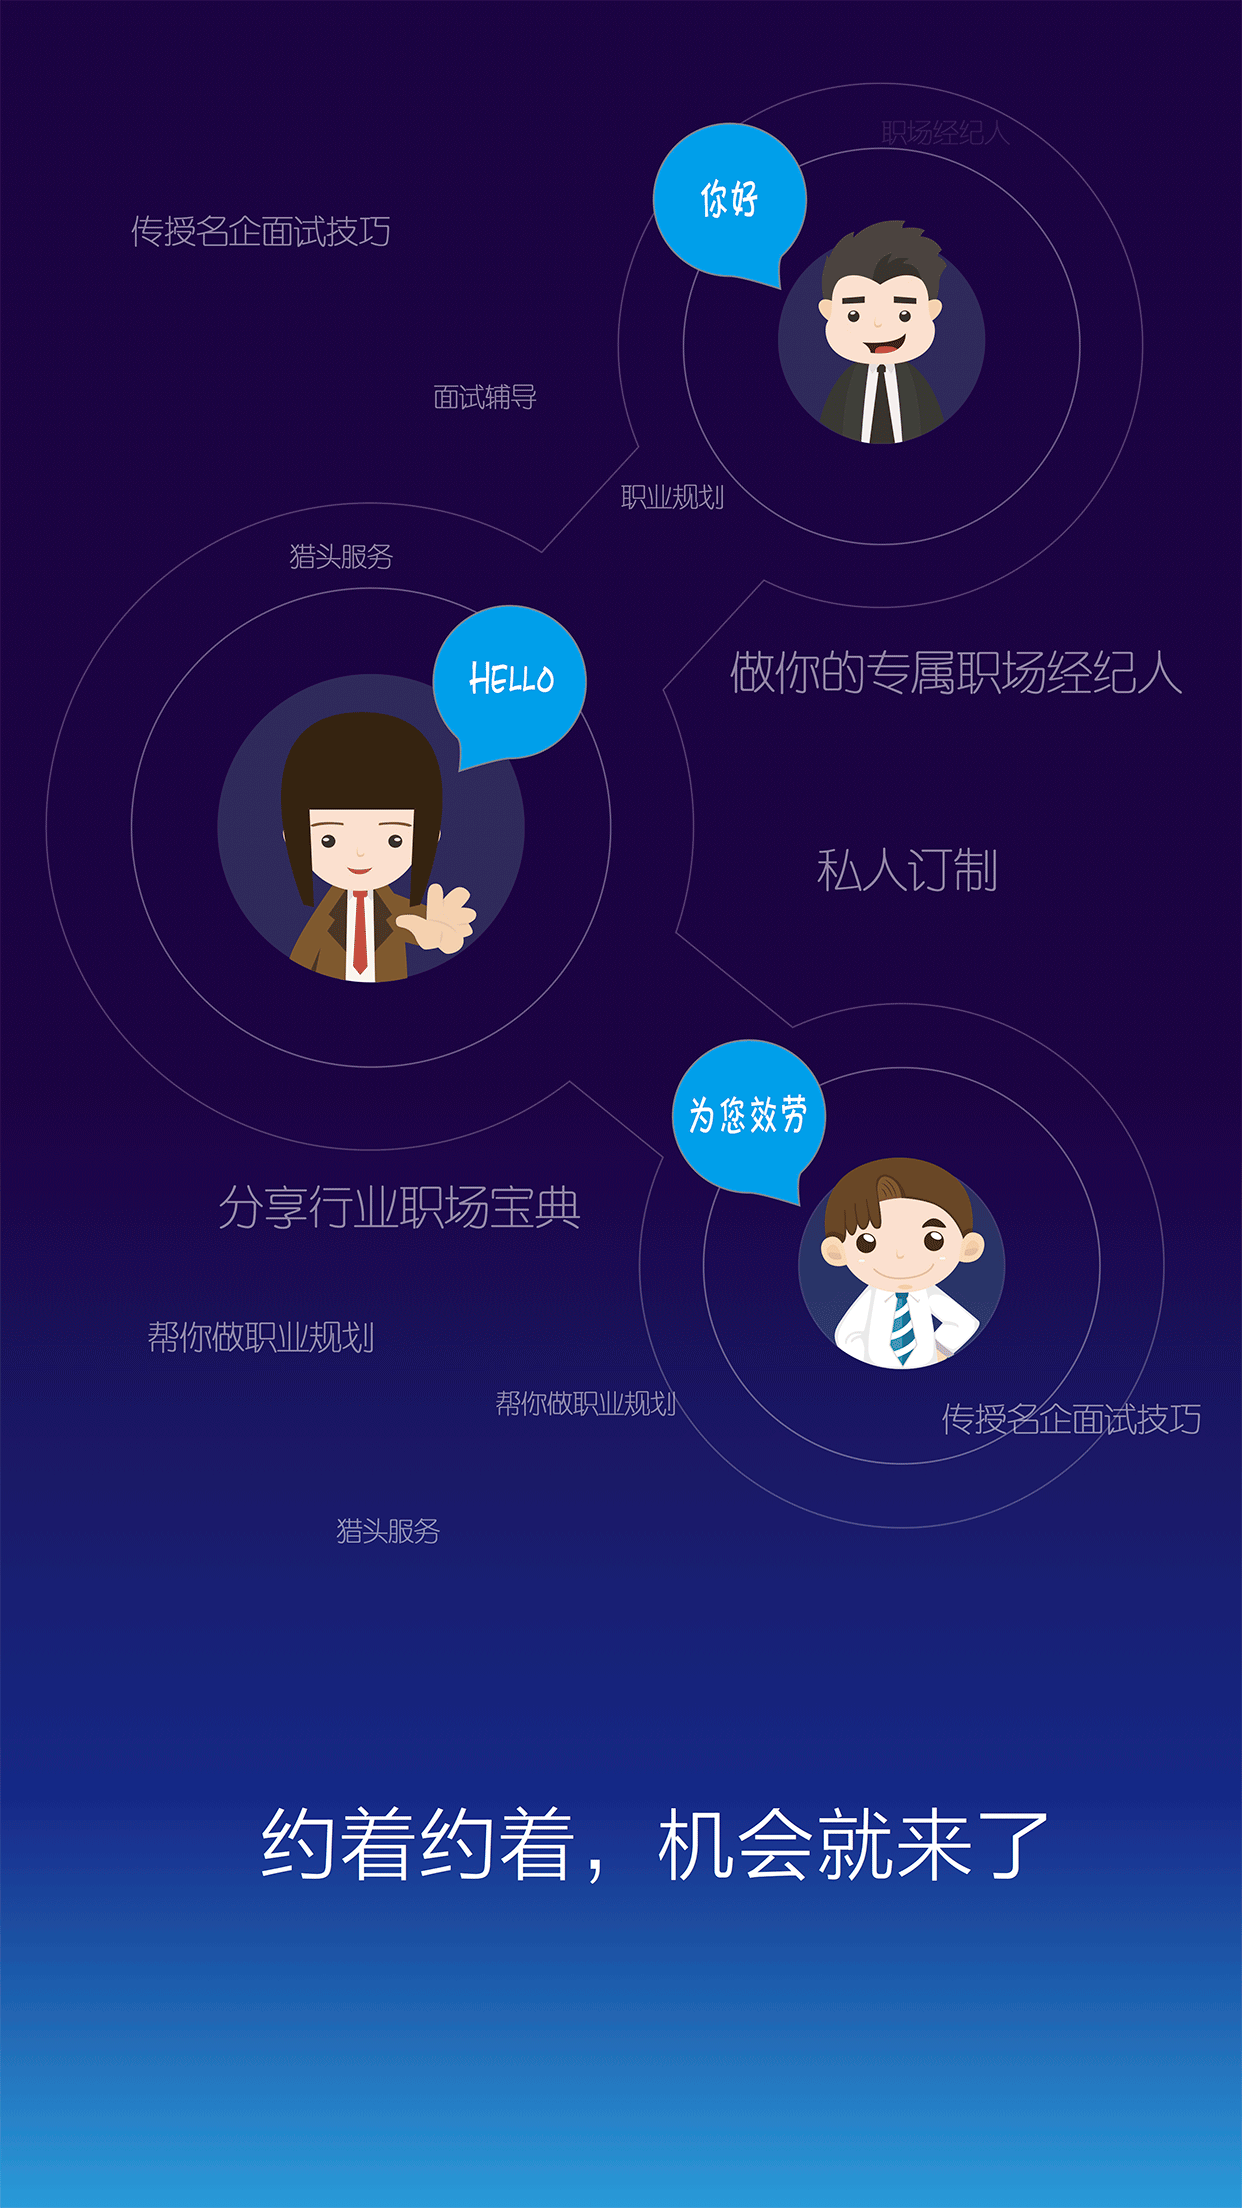 职场经纪人
你好
传授名企面试技巧
面试辅导
职业规划
猎头服务
HELLO
做你的专属职场经纪人
私人订制
为您效劳
分享行业职场宝典
帮你做职业规划
帮你做职业规划
传授名企面试技巧
猎头服务
约着约着，机会就来了